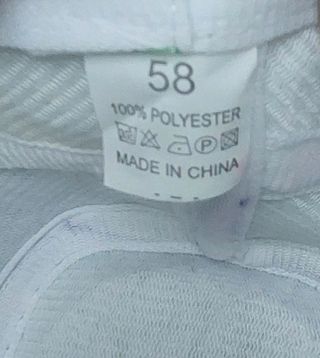 58
100% POLYESTER
P
MADE IN CHINA